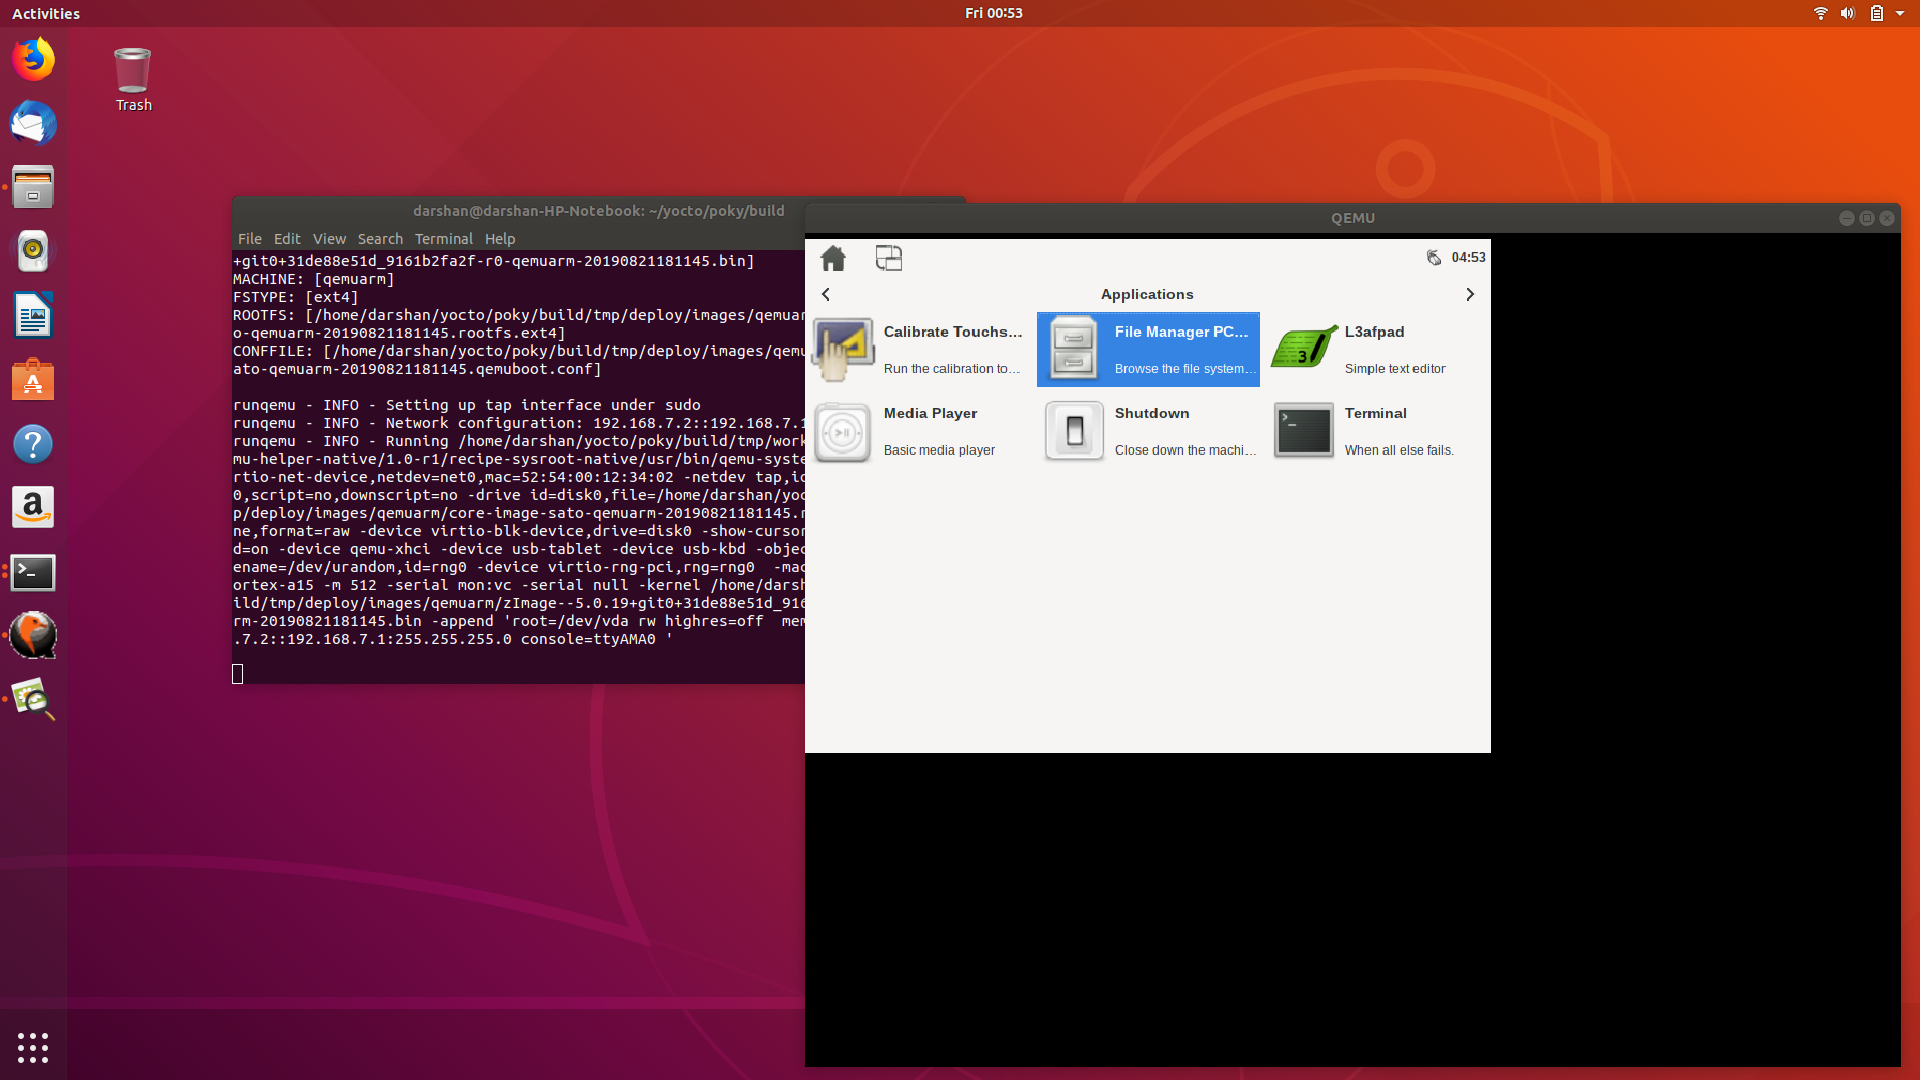 Activities
Fri 00:53
Trash
darshan@darshan-HP-Notebook: ~/yocto/poky/build
File Edit View Search Terminal Help
+git0+31de88e51d_9161b2fa2f-r0-qemuarm-20190821181145.bin]
MACHINE: [qemuarm]
FSTYPE: [ext4]
ROOTFS: [/home/darshan/yocto/poky/build/tmp/deploy/images/qemuar
o-qemuarm-20190821181145.rootfs.ext4]
CONFFILE: [/home/darshan/yocto/poky/build/tmp/deploy/images/qemu
ato-qemuarm-20190821181145.qemuboot.conf]
runqemu - INFO - Setting up tap interface under sudo
runqemu - INFO - Network configuration: 192.168.7.2::192.168.7.1
runqemu - INFO - Running /home/darshan/yocto/poky/build/tmp/work
mu-helper-native/1.0-r1/recipe-sysroot-native/usr/bin/qemu-syste
rtio-net-device,netdev=net0,mac=52:54:00:12:34:02 -netdev tap,id
0,script=no,downscript=no -drive id=disk0,file=/home/darshan/yoc
p/deploy/images/qemuarm/core-image-sato-qemuarm-20190821181145.r
ne,format=raw -device virtio-blk-device,drive=disk0 -show-cursor
d=on -device qemu-xhci -device usb-tablet -device usb-kbd -objec
ename=/dev/urandom,id=rng0 -device virtio-rng-pci,rng=rng0  -mac
ortex-a15 -m 512 -serial mon:vc -serial null -kernel /home/darsh
ild/tmp/deploy/images/qemuarm/zImage--5.0.19+git0+31de88e51d_916
rm-20190821181145.bin -append 'root=/dev/vda rw highres=off  mem
.7.2::192.168.7.1:255.255.255.0 console=ttyAMA0 '
QEMU
04:53
Applications
Calibrate Touchs...
Run the calibration to...
File Manager PC...
Browse the file system...
L3afpad
Simple text editor
Media Player
Basic media player
Shutdown
Close down the machi...
Terminal
When all else fails.